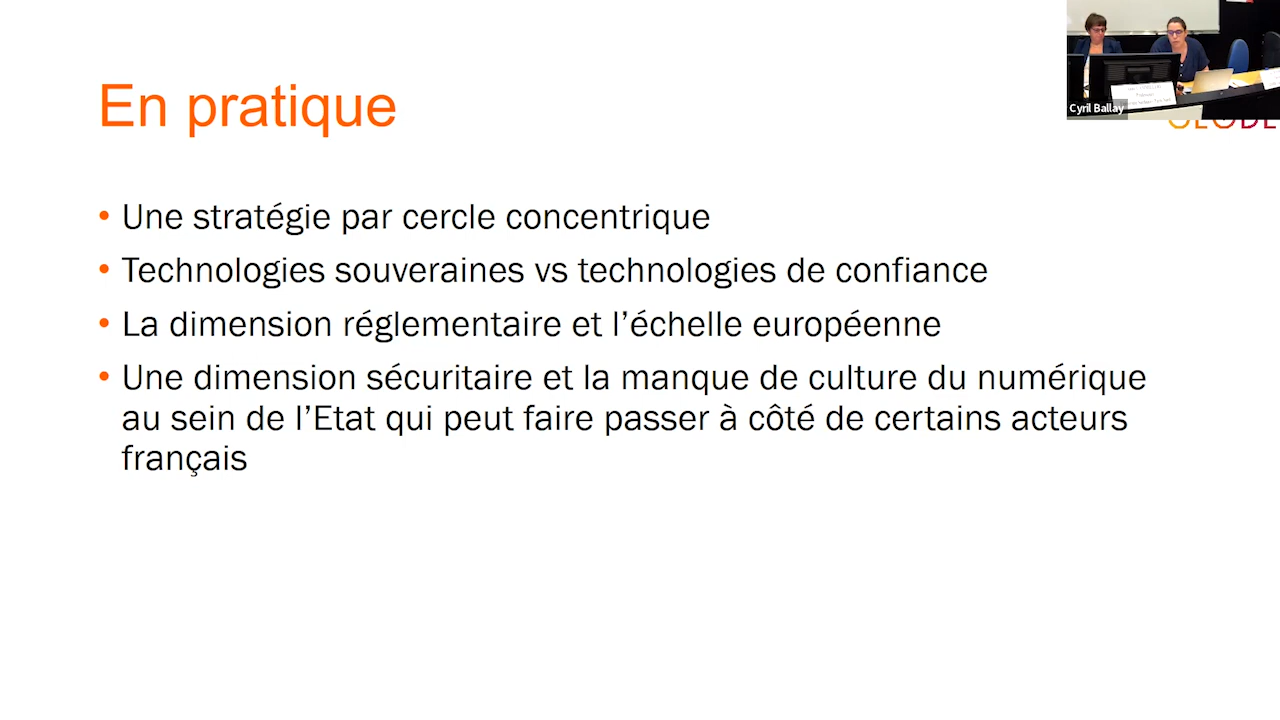 En pratique
Cyril Ballay
• Une stratégie par cercle concentrique
• Technologies souveraines vs technologies de confiance
• La dimension réglementaire et l’échelle européenne
• Une dimension sécuritaire et la manque de culture du numérique
au sein de l’Etat qui peut faire passer à côté de certains acteurs
français